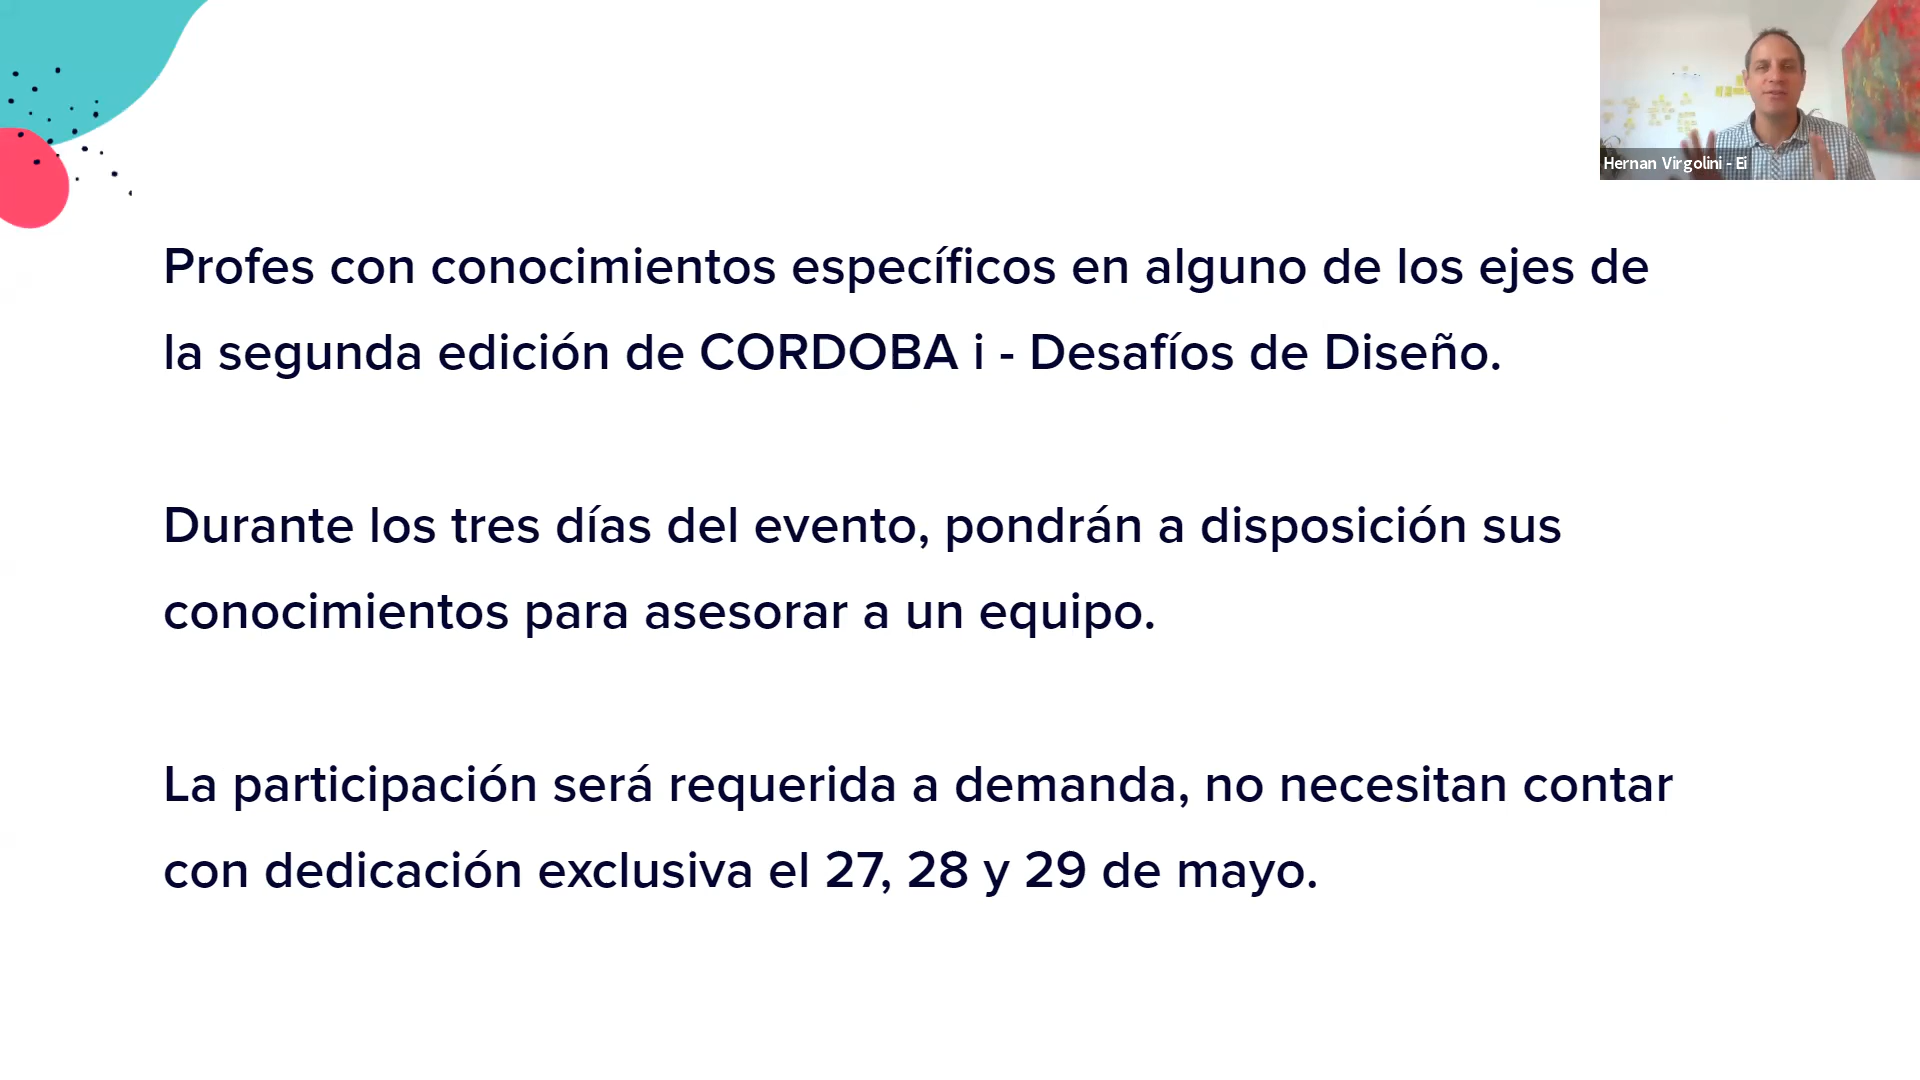 Hernan Virgolini - Ei
Profes con conocimientos específicos en alguno de los ejes de
la segunda edición de CORDOBA i - Desafíos de Diseño.
Durante los tres días del evento, pondrán a disposición sus
conocimientos para asesorar a un equipo.
La participación será requerida a demanda, no necesitan contar
con dedicación exclusiva el 27, 28 y 29 de mayo.